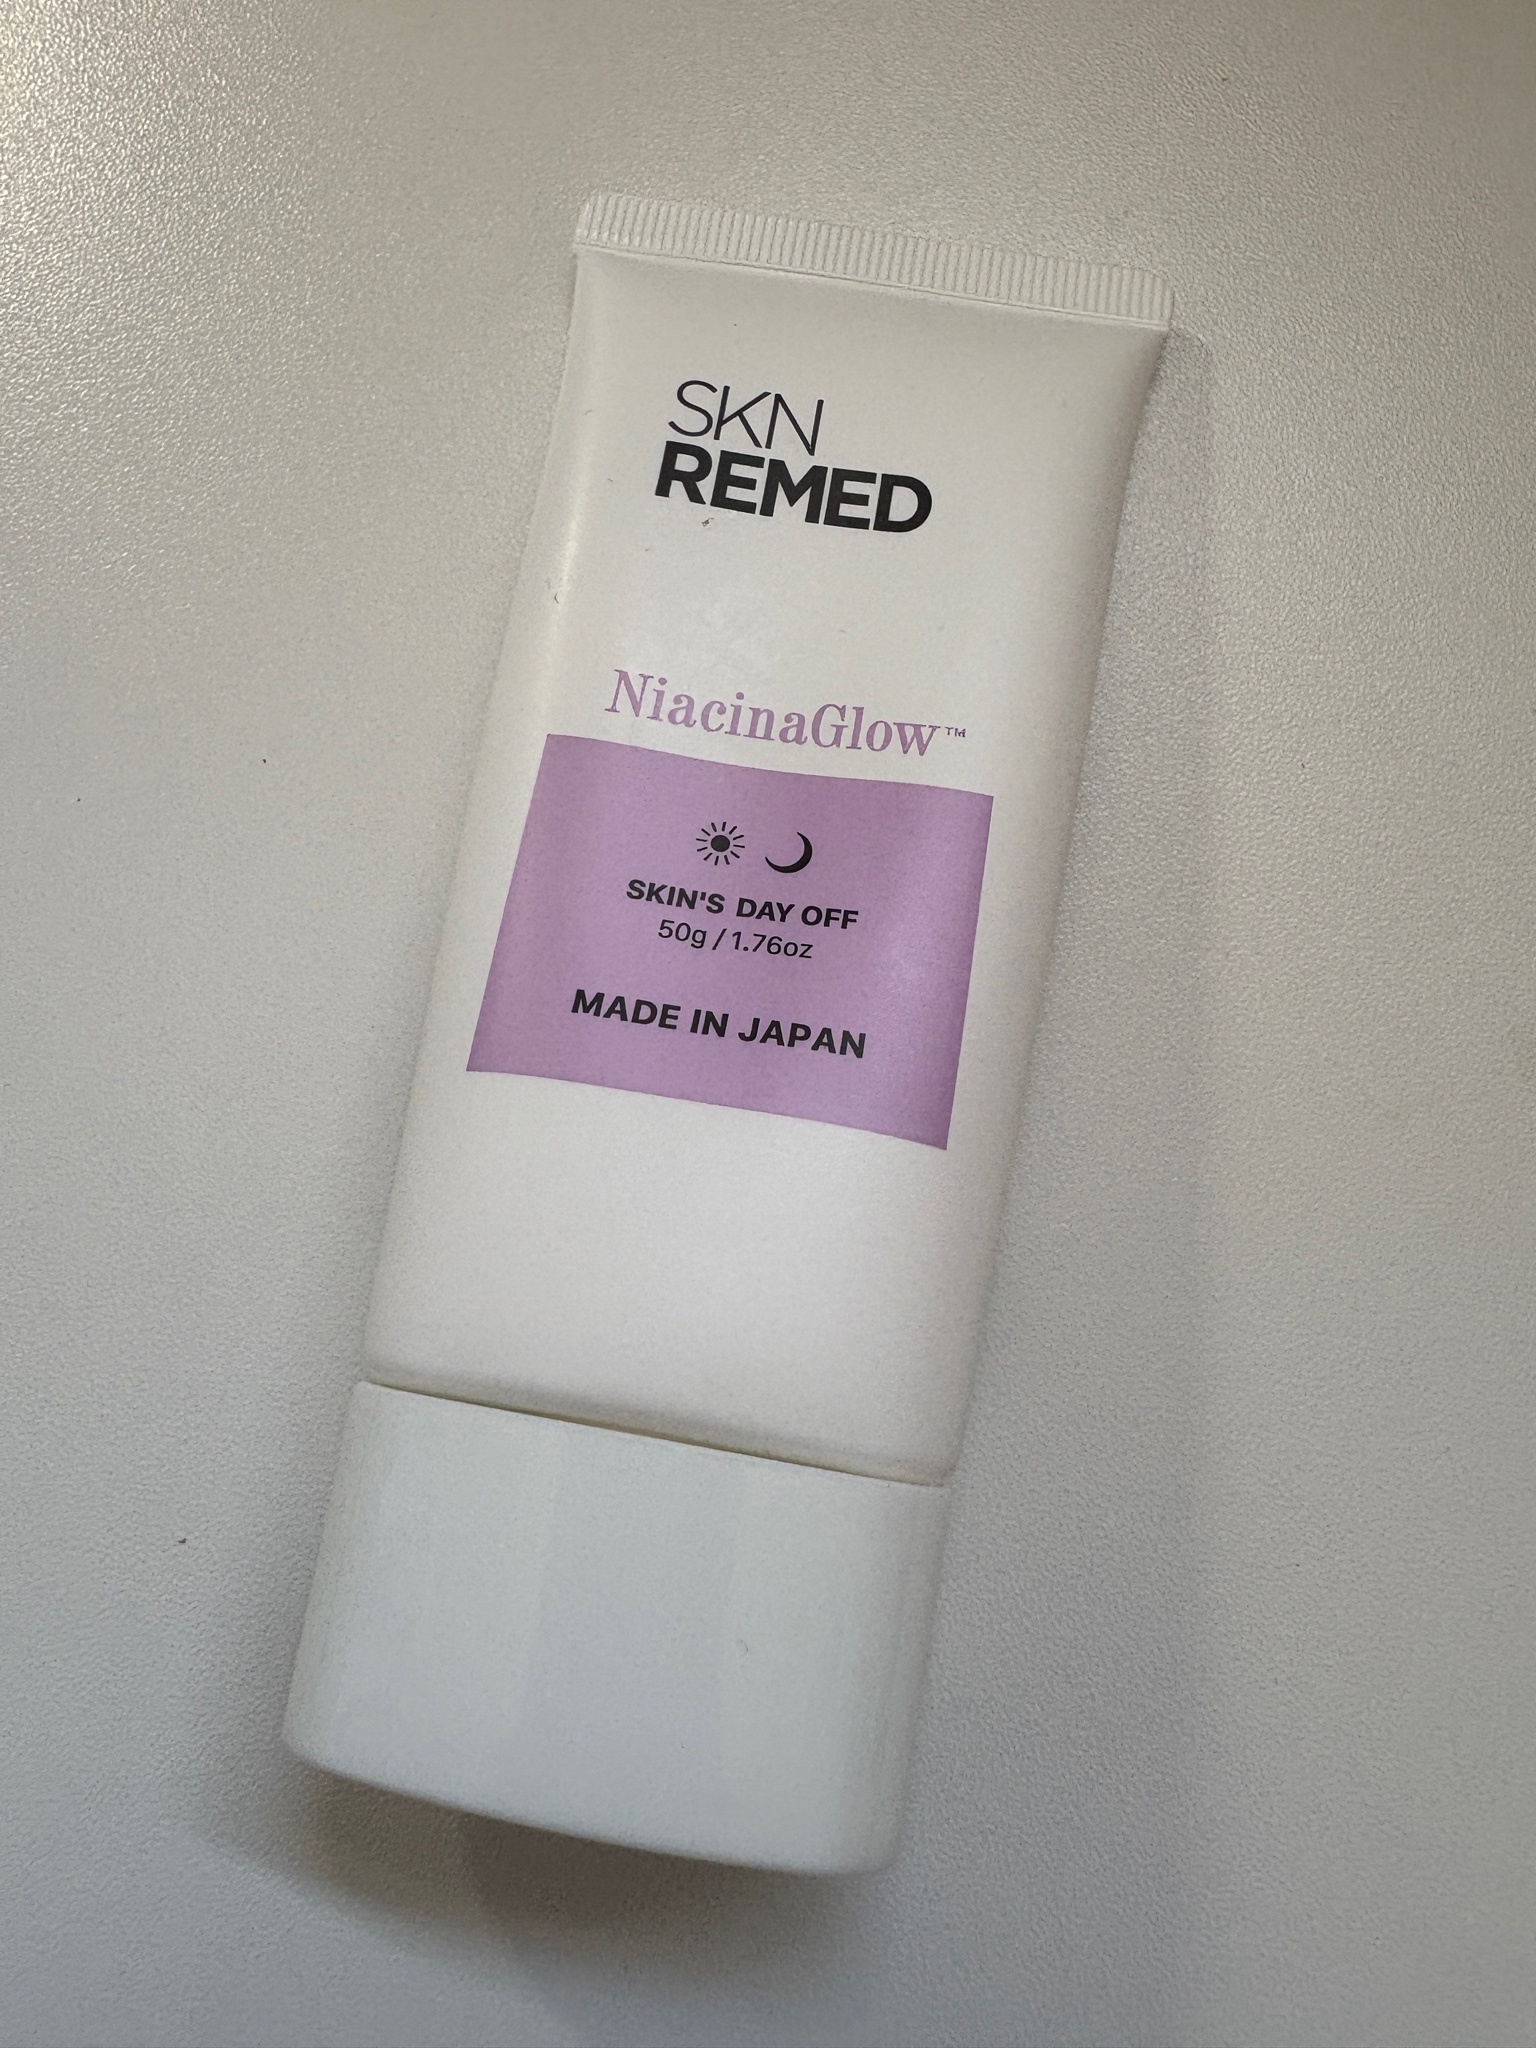 SKN
REMED
NiacinaGlow™
SKIN'S DAY OFF
50g / 1.76oz
MADE IN JAPAN